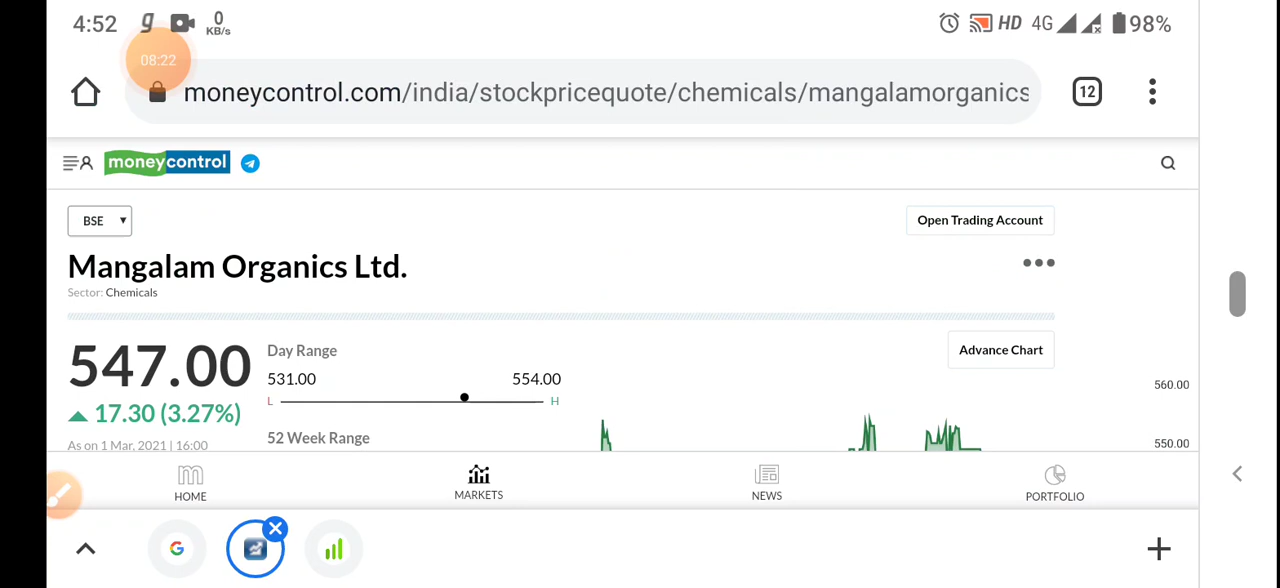 4:52 g 0 KB/s HD 4G 98%
08:22
moneycontrol.com/india/stockpricequote/chemicals/mangalamorganics
12
moneycontrol
BSE
Open Trading Account
Mangalam Organics Ltd.
Sector: Chemicals
547.00
17.30 (3.27%)
As on 1 Mar, 2021 | 16:00
Day Range
531.00 554.00
L H
52 Week Range
Advance Chart
560.00
550.00
HOME
MARKETS
NEWS
PORTFOLIO
G